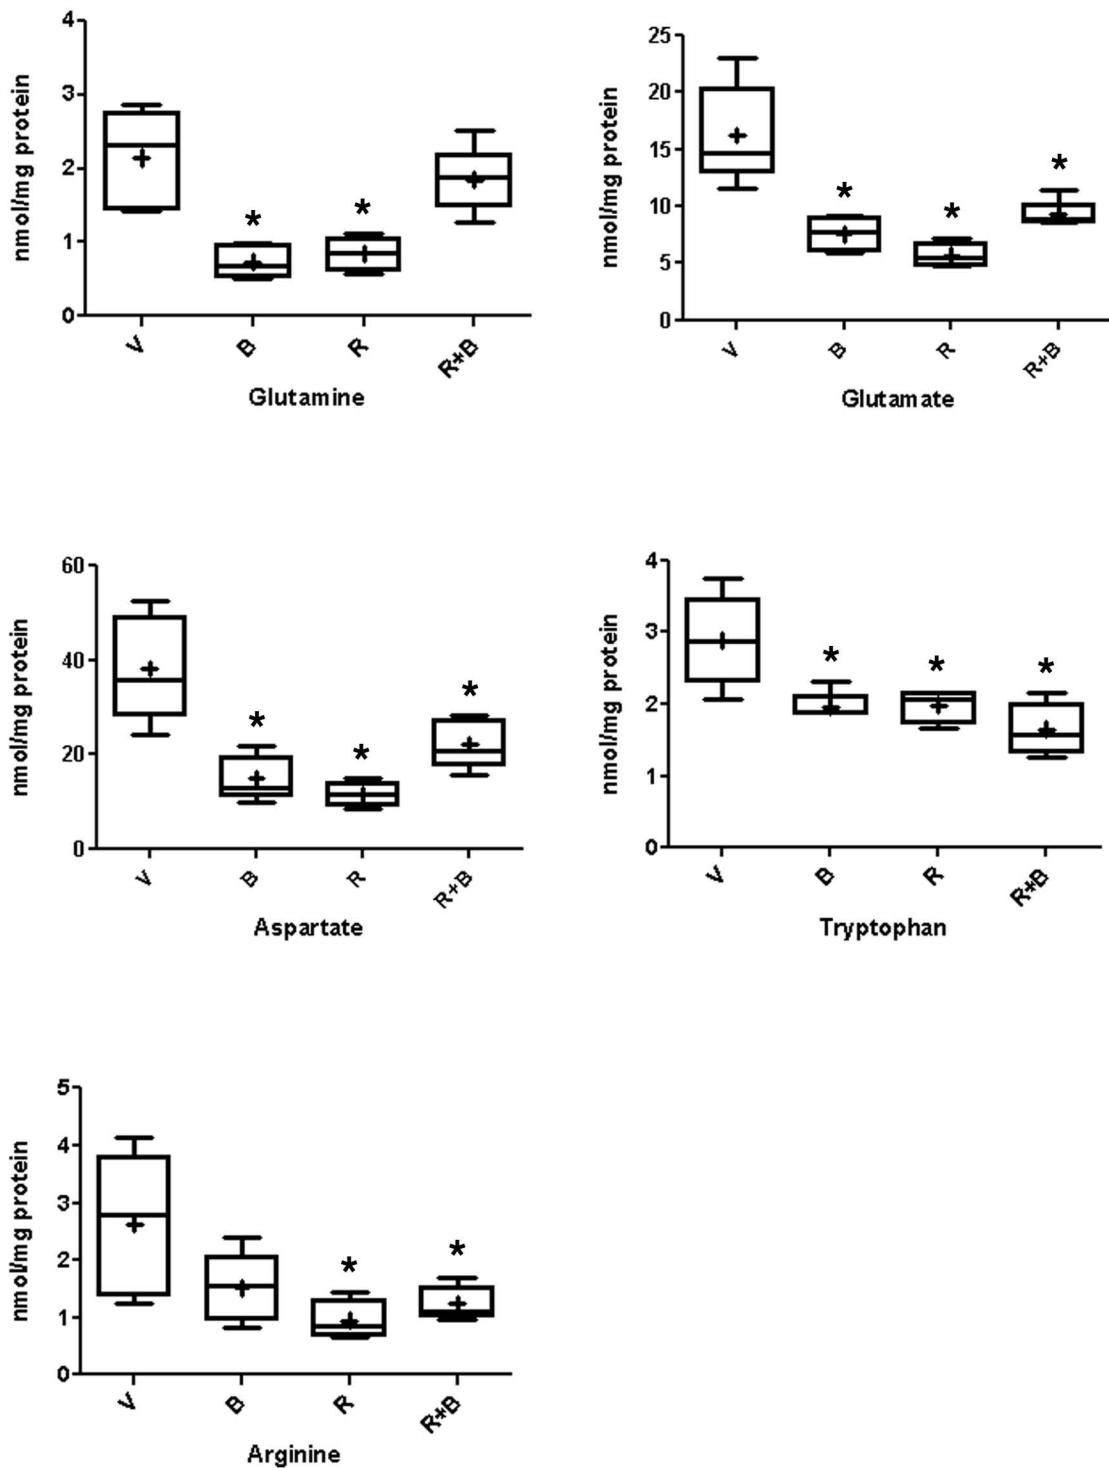 4
3
2
1
0
nmol/mg protein
*
*
V
B
R
R+B
Glutamine
25
20
15
10
5
0
nmol/mg protein
*
*
*
V
B
R
R+B
Glutamate
60
40
20
0
nmol/mg protein
*
*
*
V
B
R
R+B
Aspartate
4
3
2
1
0
nmol/mg protein
*
*
*
V
B
R
R+B
Tryptophan
5
4
3
2
1
0
nmol/mg protein
*
*
V
B
R
R+B
Arginine